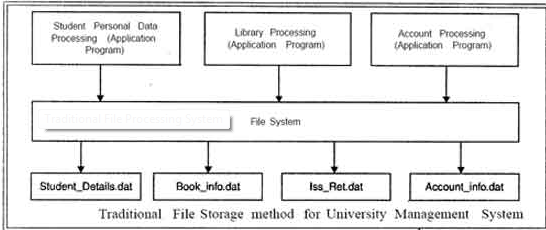 Student Personal Data
Processing (Application
Program)
Library Processing
(Application Program)
Account Processing
(Application Program)
Traditional File Processing System
File System
Student_Details.dat
Book_info.dat
Iss_Ret.dat
Account_info.dat
Traditional File Storage method for University Management System